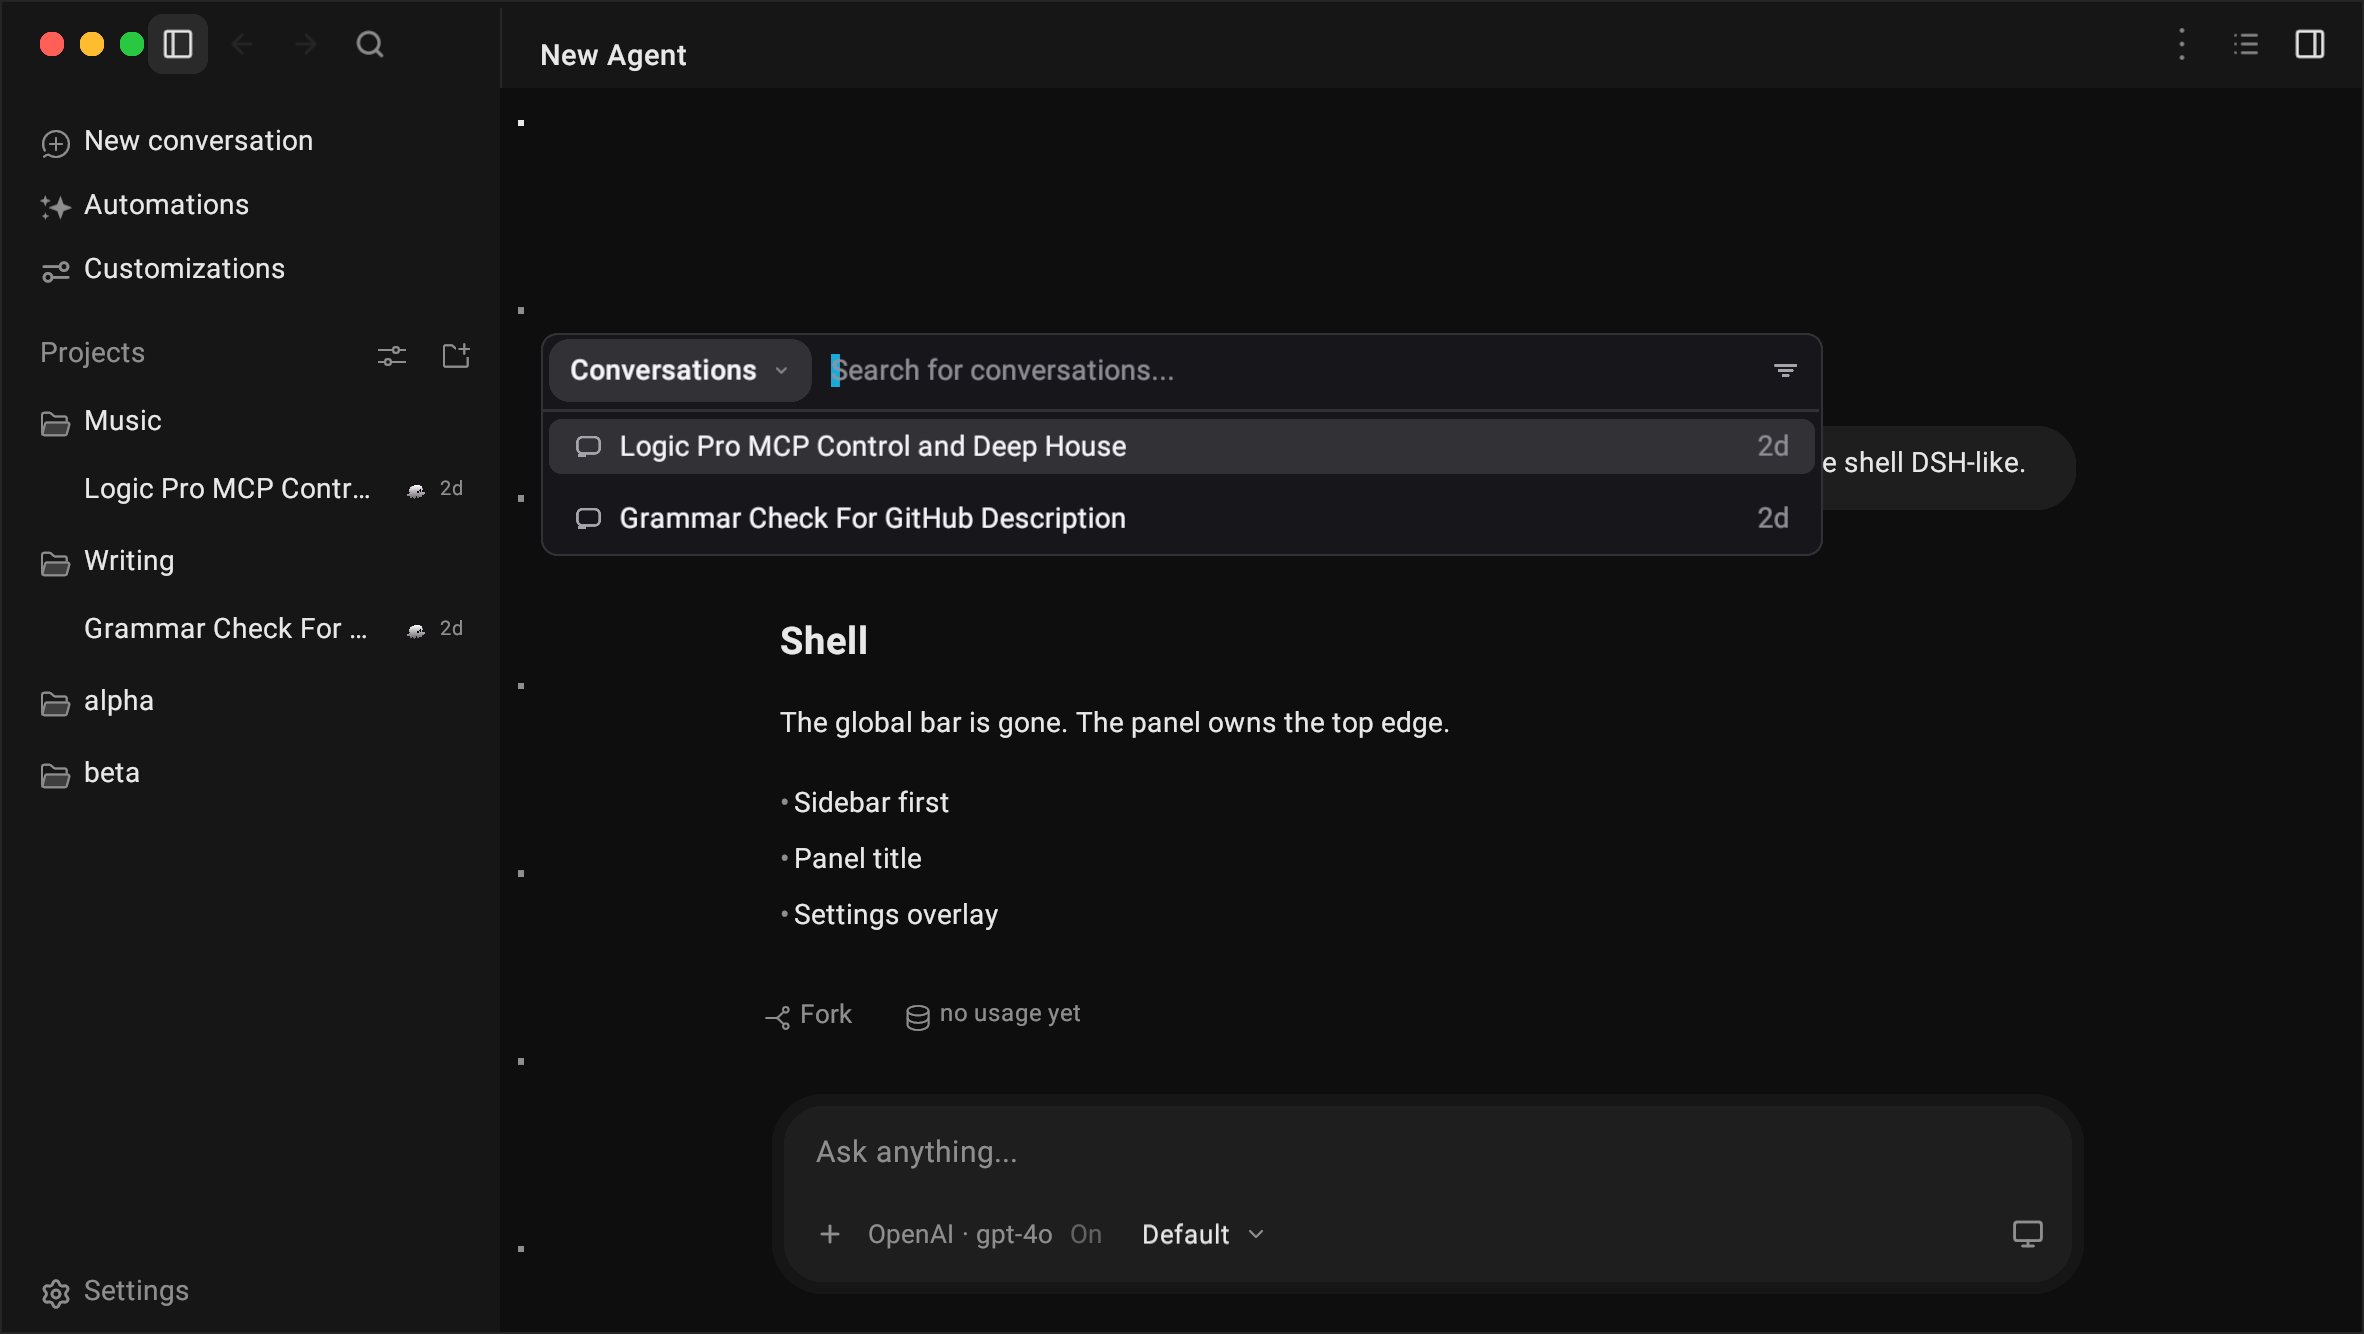 New Agent
New conversation
Automations
Customizations
Projects
Music
Logic Pro MCP Contr...
2d
Writing
Grammar Check For ...
2d
alpha
beta
Settings
Conversations
Search for conversations...
Logic Pro MCP Control and Deep House
2d
Grammar Check For GitHub Description
2d
e shell DSH-like.
Shell
The global bar is gone. The panel owns the top edge.
• Sidebar first
• Panel title
• Settings overlay
Fork
no usage yet
Ask anything...
OpenAI · gpt-4o On Default